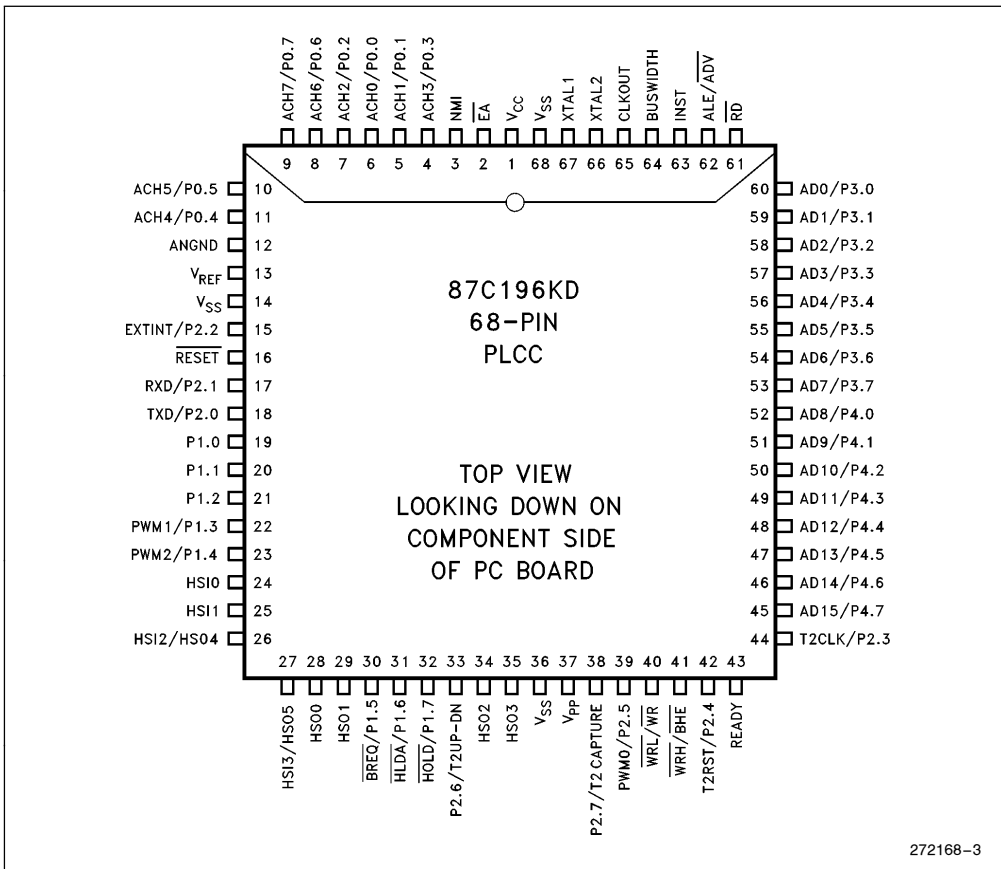 ACH7/P0.7
ACH6/P0.6
ACH2/P0.2
ACH0/P0.0
ACH1/P0.1
ACH3/P0.3
NMI
EA
VCC
VSS
XTAL1
XTAL2
CLKOUT
BUSWIDTH
INST
ALE/ADV
RD
9 8 7 6 5 4 3 2 1 68 67 66 65 64 63 62 61
ACH5/P0.5 10
ACH4/P0.4 11
ANGND 12
VREF 13
VSS 14
EXTINT/P2.2 15
RESET 16
RXD/P2.1 17
TXD/P2.0 18
P1.0 19
P1.1 20
P1.2 21
PWM1/P1.3 22
PWM2/P1.4 23
HSI0 24
HSI1 25
HSI2/HSO4 26
87C196KD
68-PIN
PLCC
TOP VIEW
LOOKING DOWN ON
COMPONENT SIDE
OF PC BOARD
60 AD0/P3.0
59 AD1/P3.1
58 AD2/P3.2
57 AD3/P3.3
56 AD4/P3.4
55 AD5/P3.5
54 AD6/P3.6
53 AD7/P3.7
52 AD8/P4.0
51 AD9/P4.1
50 AD10/P4.2
49 AD11/P4.3
48 AD12/P4.4
47 AD13/P4.5
46 AD14/P4.6
45 AD15/P4.7
44 T2CLK/P2.3
27 28 29 30 31 32 33 34 35 36 37 38 39 40 41 42 43
HSI3/HSO5
HSO0
HSO1
BREQ/P1.5
HLDA/P1.6
HOLD/P1.7
P2.6/T2UP-DN
HSO2
HSO3
VSS
VPP
P2.7/T2CAPTURE
PWM0/P2.5
WRL/WR
WRH/BHE
T2RST/P2.4
READY
272168-3